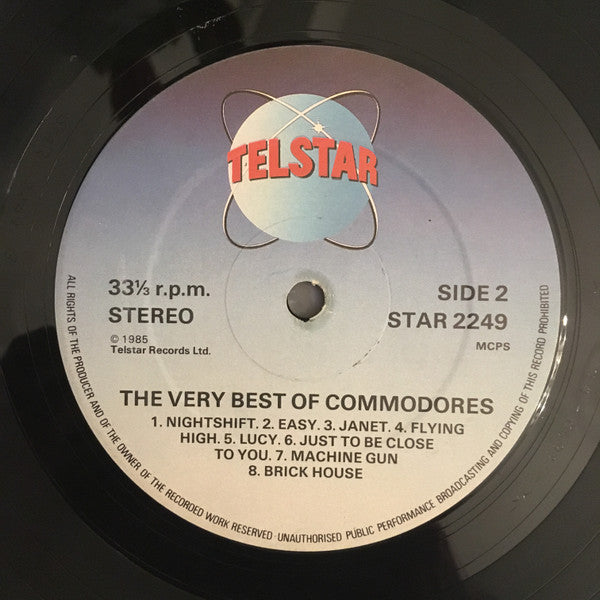 TELSTAR
33⅓ r.p.m.
STEREO
© 1985
Telstar Records Ltd.
SIDE 2
STAR 2249
MCPS
THE VERY BEST OF COMMODORES
1. NIGHTSHIFT. 2. EASY. 3. JANET. 4. FLYING
HIGH. 5. LUCY. 6. JUST TO BE CLOSE
TO YOU. 7. MACHINE GUN
8. BRICK HOUSE
ALL RIGHTS OF THE PRODUCER AND OF THE OWNER OF THE RECORDED WORK RESERVED·UNAUTHORISED PUBLIC PERFORMANCE BROADCASTING AND COPYING OF THIS RECORD PROHIBITED